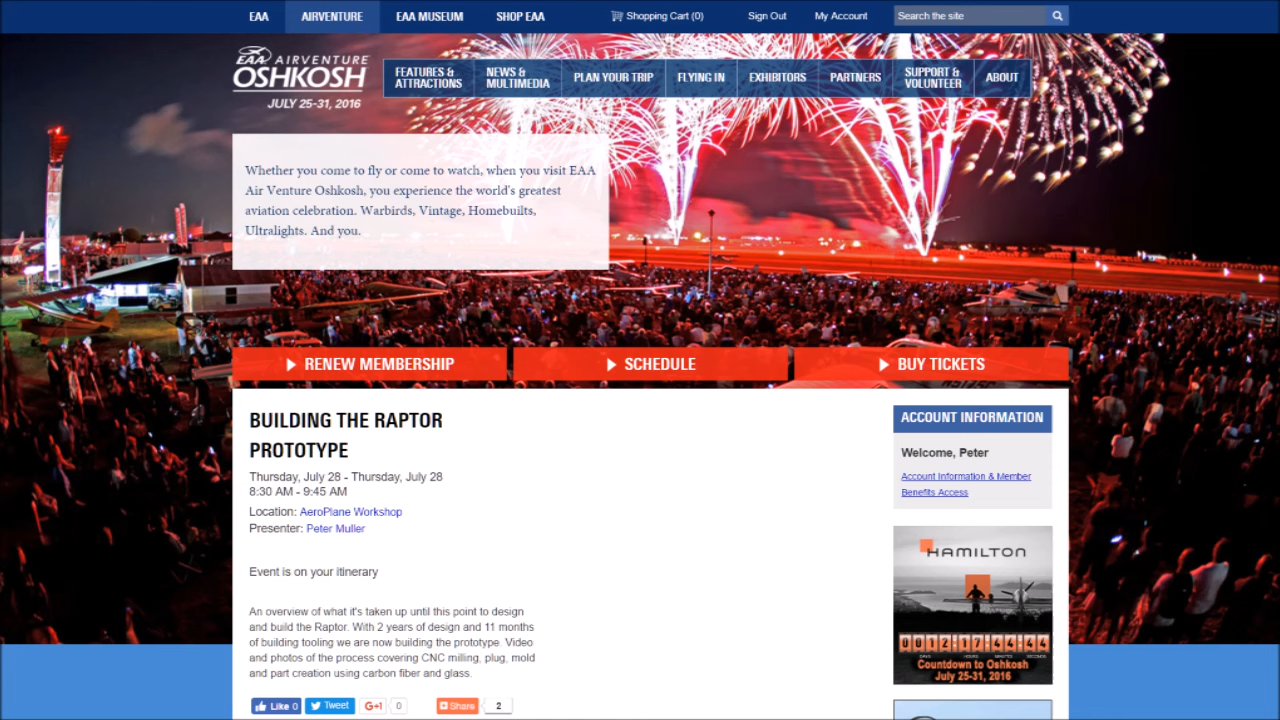 EAA
AIRVENTURE
EAA MUSEUM
SHOP EAA
Shopping Cart (0)
Sign Out
My Account
Search the site
EAA AIRVENTURE
OSHKOSH
JULY 25-31, 2016
FEATURES &
ATTRACTIONS
NEWS &
MULTIMEDIA
PLAN YOUR TRIP
FLYING IN
EXHIBITORS
PARTNERS
SUPPORT &
VOLUNTEER
ABOUT
Whether you come to fly or come to watch, when you visit EAA
Air Venture Oshkosh, you experience the world's greatest
aviation celebration. Warbirds, Vintage, Homebuilts,
Ultralights. And you.
RENEW MEMBERSHIP
SCHEDULE
BUY TICKETS
BUILDING THE RAPTOR
PROTOTYPE
Thursday, July 28 - Thursday, July 28
8:30 AM - 9:45 AM
Location: AeroPlane Workshop
Presenter: Peter Muller
Event is on your itinerary
An overview of what it's taken up until this point to design
and build the Raptor. With 2 years of design and 11 months
of building tooling we are now building the prototype. Video
and photos of the process covering CNC milling, plug, mold
and part creation using carbon fiber and glass.
Like 0
Tweet
G+1
0
Share
2
ACCOUNT INFORMATION
Welcome, Peter
Account Information & Member
Benefits Access
HAMILTON
0012:17:44:44
DAYS HOURS MINUTES SECONDS
Countdown to Oshkosh
July 25-31, 2016